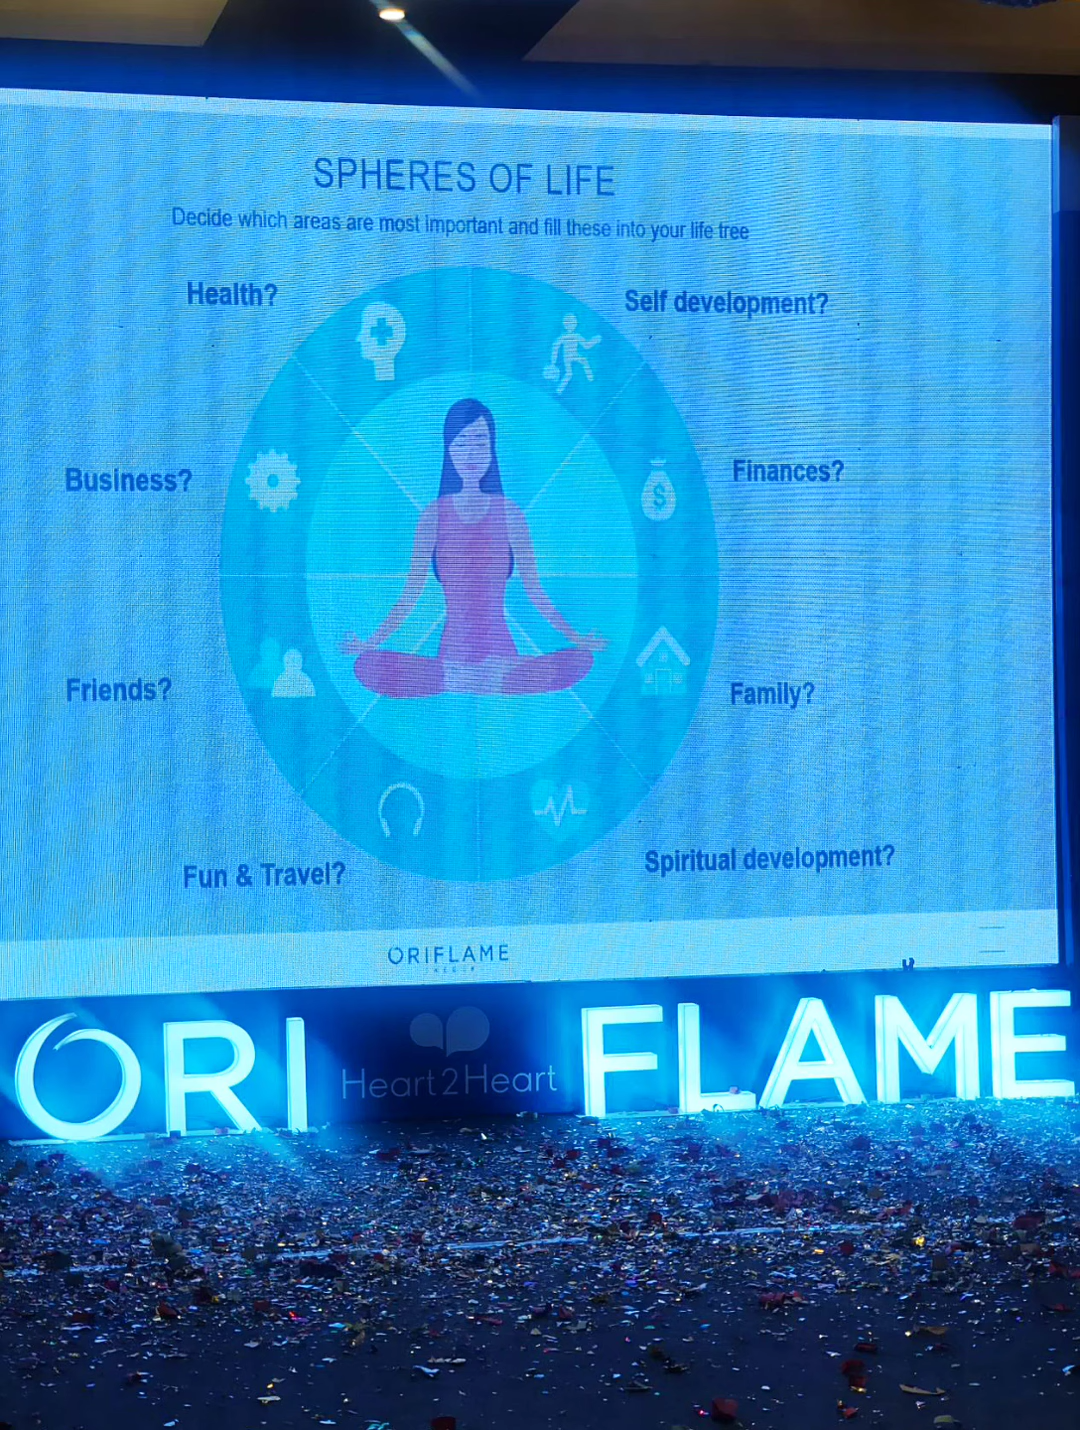 SPHERES OF LIFE
Decide which areas are most important and fill these into your life tree
Health?
Self development?
Business?
$
Finances?
Friends?
Family?
Fun & Travel?
Spiritual development?
ORIFLAME
ORI FLAME
Heart2Heart